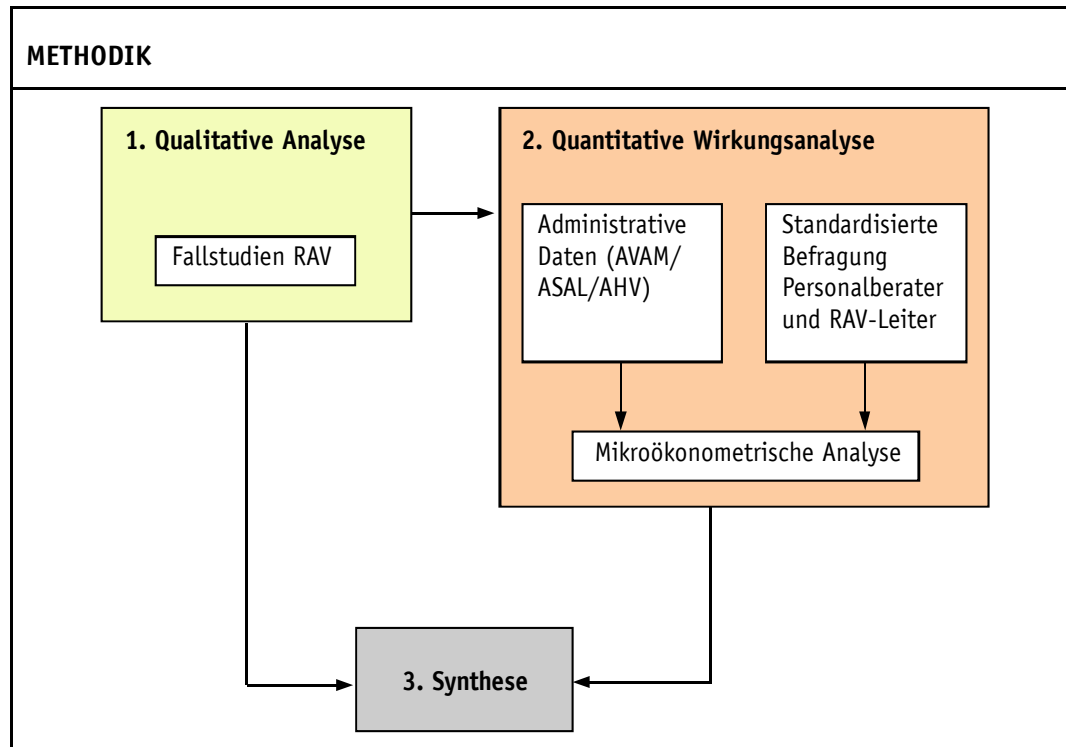 METHODIK
1. Qualitative Analyse
Fallstudien RAV
2. Quantitative Wirkungsanalyse
Administrative
Daten (AVAM/
ASAL/AHV)
Standardisierte
Befragung
Personalberater
und RAV-Leiter
Mikroökonometrische Analyse
3. Synthese